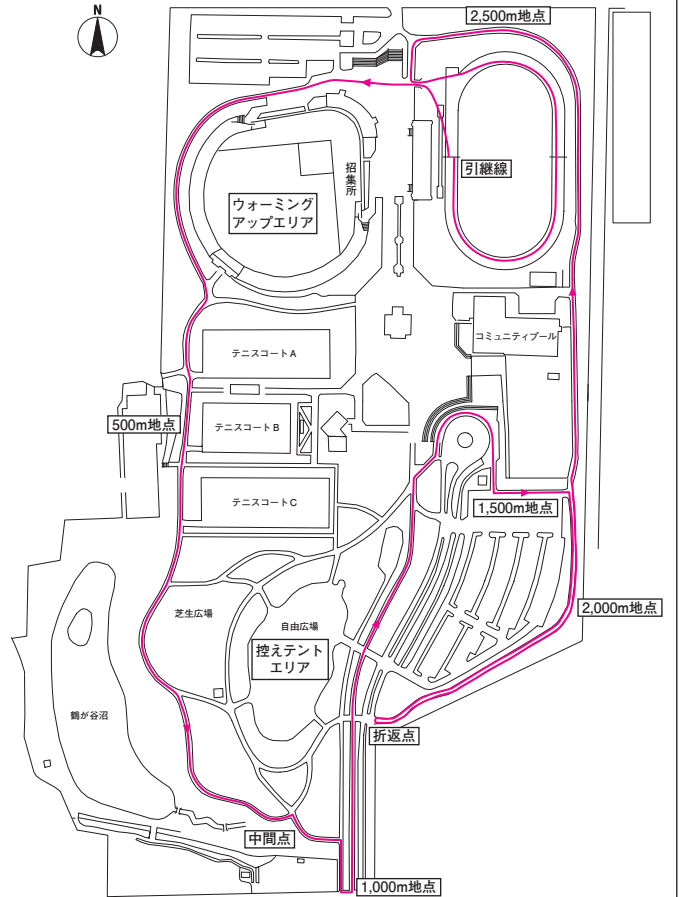 N
2,500m地点
引継線
招集所
ウォーミング
アップエリア
コミュニティプール
テニスコートA
500m地点
テニスコートB
テニスコートC
1,500m地点
2,000m地点
芝生広場
自由広場
控えテント
エリア
鶴が谷沼
折返点
中間点
1,000m地点